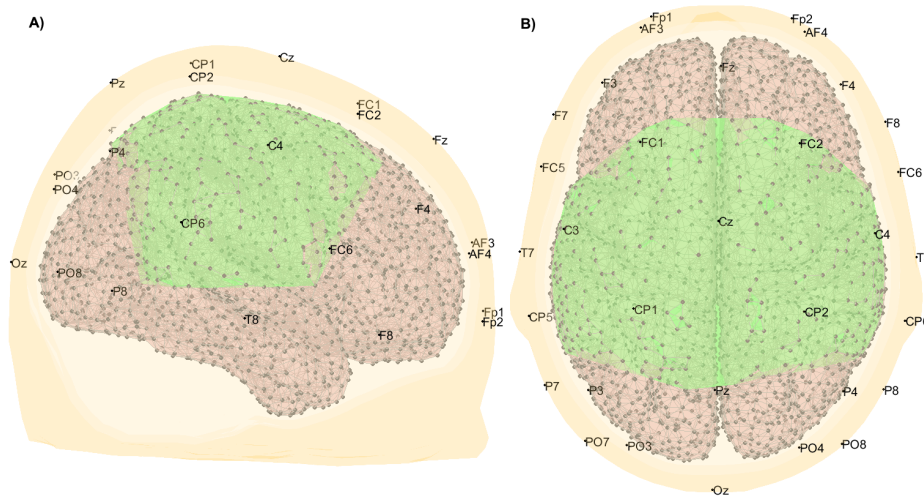 A)
Cz
CP1
CP2
Pz
FC1
FC2
Fz
C4
P4
PO3
PO4
F4
CP6
FC6
AF3
AF4
Oz
PO8
P8
T8
Fp1
Fp2
F8
B)
Fp1
Fp2
AF3
AF4
Fz
F3
F4
F7
F8
FC1
FC2
FC5
FC6
Cz
C3
C4
T7
T
CP1
CP2
CP5
CP6
P7
P3
Pz
P4
P8
PO7
PO3
PO4
PO8
Oz